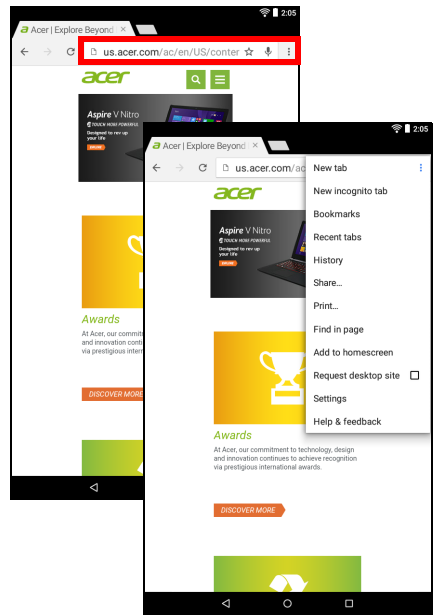 2:05
Acer | Explore Beyond
us.acer.com/ac/en/US/conter
acer
Aspire V Nitro
TOUCH MORE POWERFUL
Designed to rev up
your life
Awards
At Acer, our commitm
and innovation conti
via prestigious intern
DISCOVER MORE
2:05
Acer | Explore Beyond
us.acer.com/ac
acer
Aspire V Nitro
TOUCH MORE POWERFUL
Designed to rev up
your life
Awards
At Acer, our commitment to technology, design
and innovation continues to achieve recognition
via prestigious international awards.
DISCOVER MORE
New tab
New incognito tab
Bookmarks
Recent tabs
History
Share...
Print...
Find in page
Add to homescreen
Request desktop site
Settings
Help & feedback